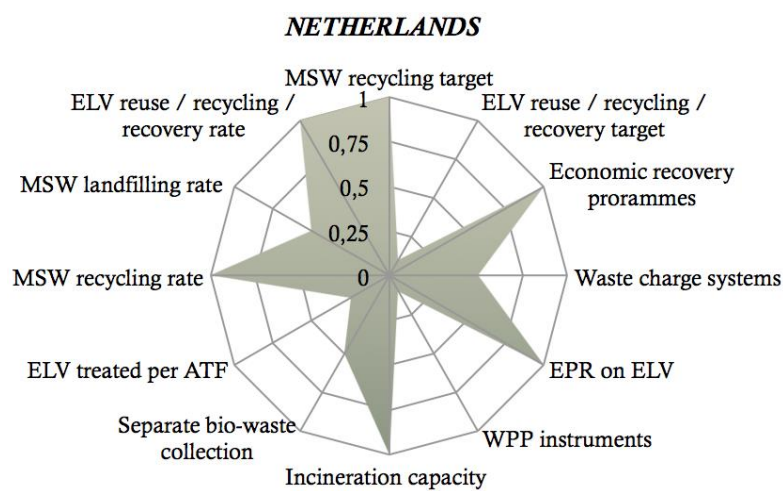 NETHERLANDS
MSW recycling target
ELV reuse / recycling /
recovery target
Economic recovery
prorammes
Waste charge systems
EPR on ELV
WPP instruments
Incineration capacity
Separate bio-waste
collection
ELV treated per ATF
MSW recycling rate
MSW landfilling rate
ELV reuse / recycling /
recovery rate
1
0,75
0,5
0,25
0